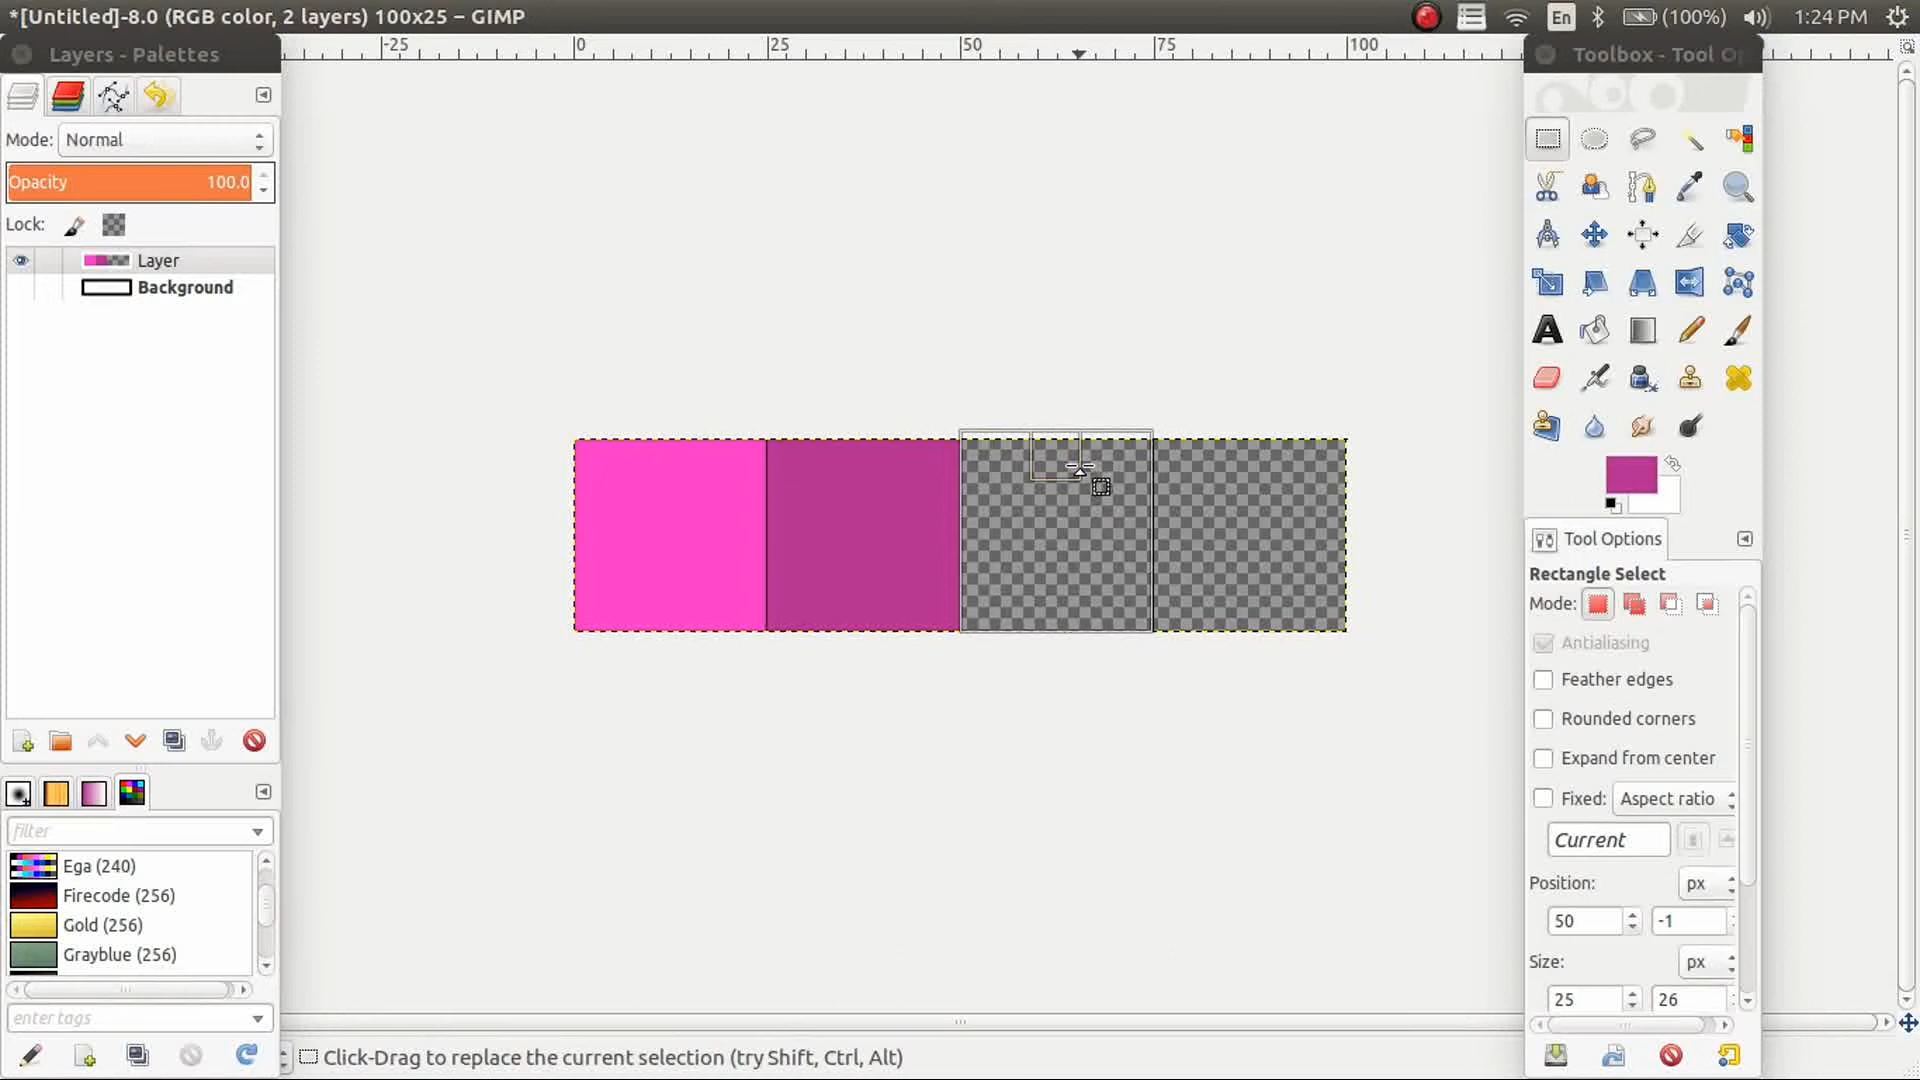 *[Untitled]-8.0 (RGB color, 2 layers) 100x25 – GIMP
En
(100%)
1:24 PM
Layers - Palettes
-25
0
25
50
75
100
Toolbox - Tool Op
Mode: Normal
Opacity 100.0
Lock:
Layer
Background
filter
Ega (240)
Firecode (256)
Gold (256)
Grayblue (256)
enter tags
Click-Drag to replace the current selection (try Shift, Ctrl, Alt)
Tool Options
Rectangle Select
Mode:
Antialiasing
Feather edges
Rounded corners
Expand from center
Fixed: Aspect ratio
Current
Position: px
50 -1
Size: px
25 26